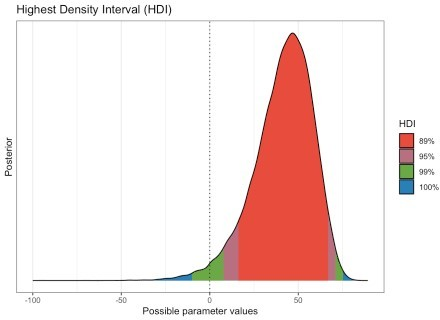 Highest Density Interval (HDI)
Posterior
HDI
89%
95%
99%
100%
-100
-50
0
50
Possible parameter values